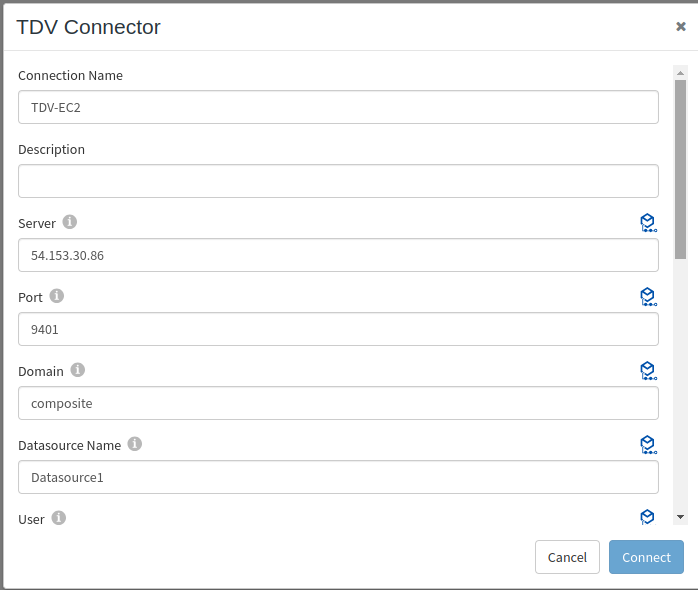 TDV Connector
Connection Name
TDV-EC2
Description
Server
54.153.30.86
Port
9401
Domain
composite
Datasource Name
Datasource1
User
Cancel Connect